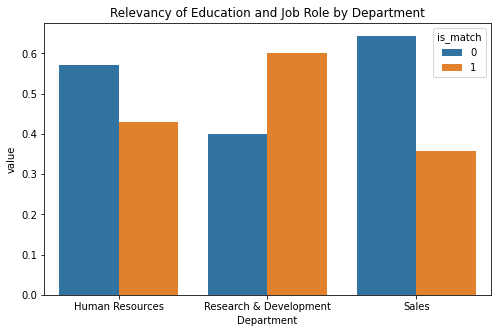 Relevancy of Education and Job Role by Department
is_match
0
1
value
0.6
0.5
0.4
0.3
0.2
0.1
0.0
Human Resources
Research & Development
Sales
Department